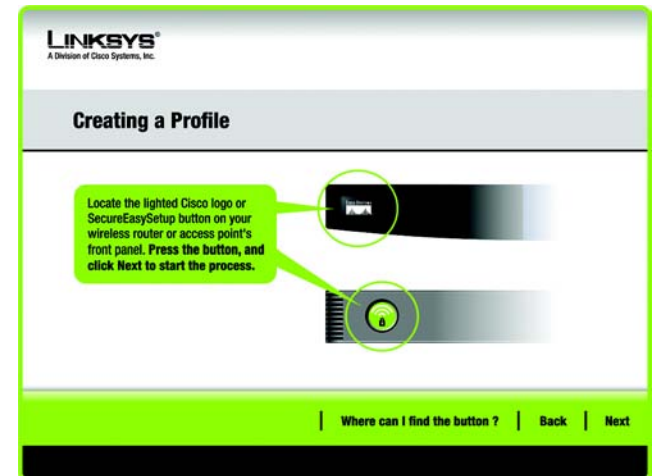 LINKSYS®
A Division of Cisco Systems, Inc.
Creating a Profile
Locate the lighted Cisco logo or
SecureEasySetup button on your
wireless router or access point's
front panel. Press the button, and
click Next to start the process.
Where can I find the button ? | Back | Next